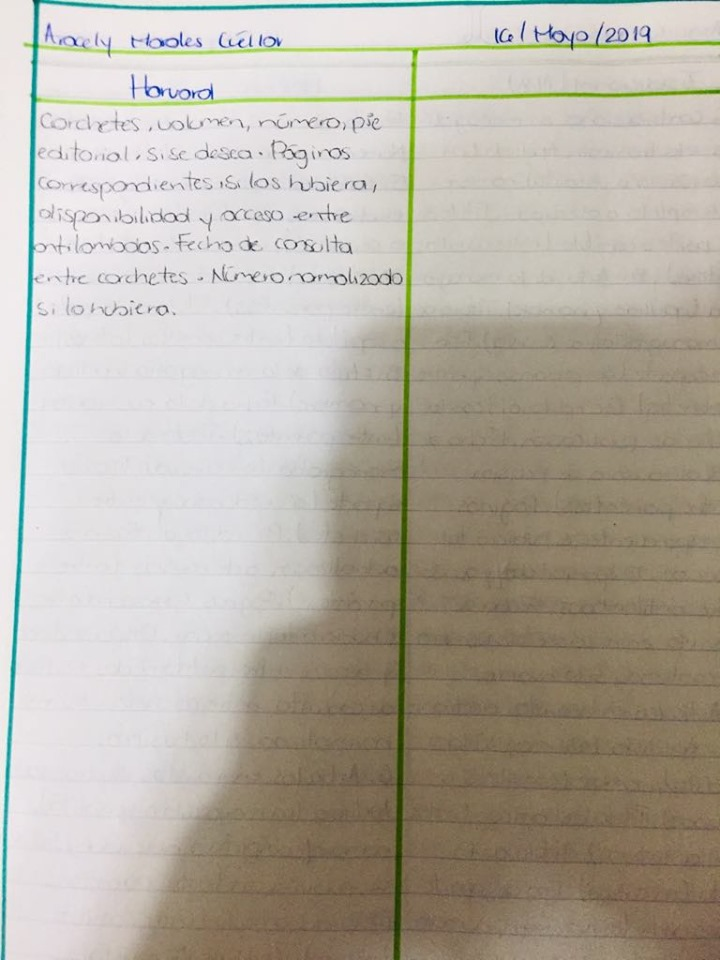 Aracely Morales Cuéllar
16/Mayo/2019
Harvard
Corchetes, volumen, número, pie
editorial, si se desea. Páginas
correspondientes, si las hubiera,
disponibilidad y acceso entre
antilambdas. Fecha de consulta
entre corchetes. Número normalizado
si lo hubiera.